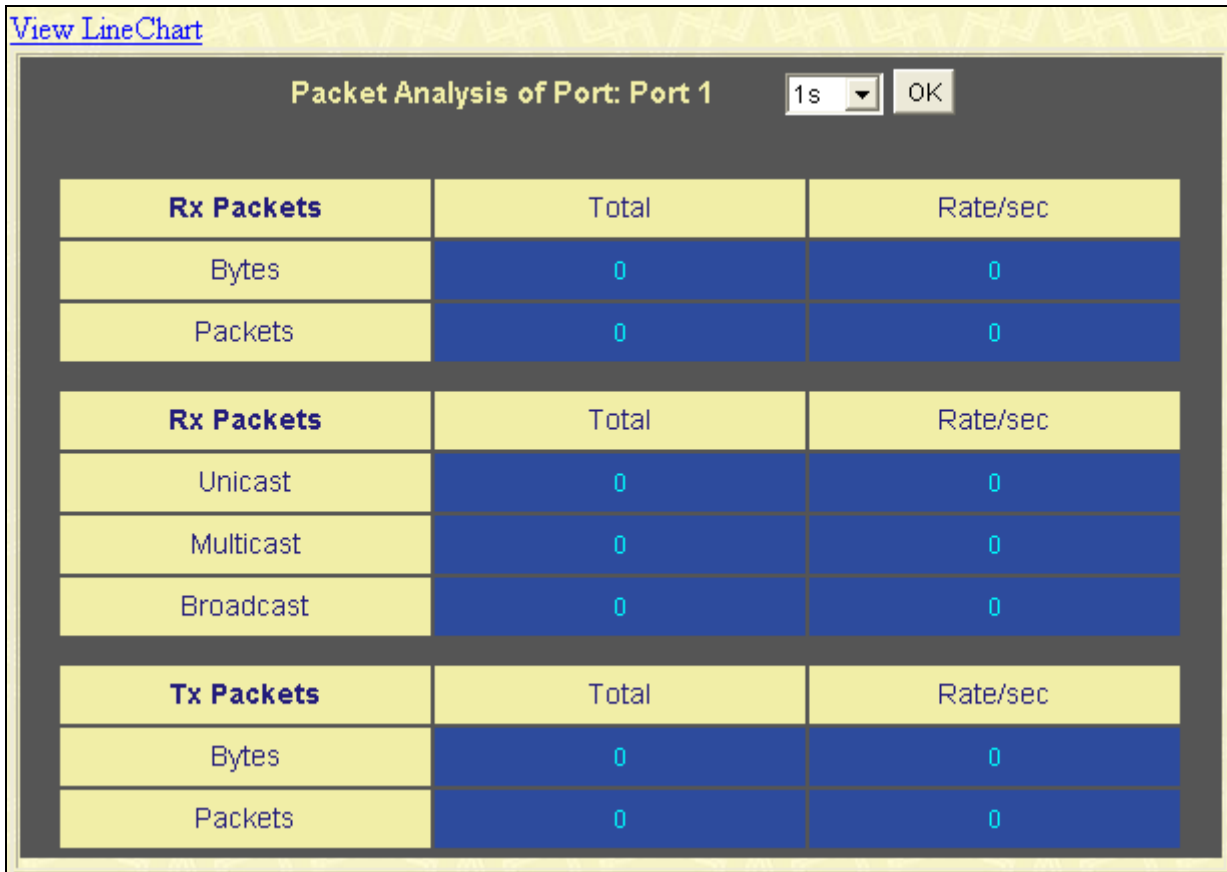 View LineChart
Packet Analysis of Port: Port 1 1s OK
Rx Packets Total Rate/sec
Bytes 0 0
Packets 0 0
Rx Packets Total Rate/sec
Unicast 0 0
Multicast 0 0
Broadcast 0 0
Tx Packets Total Rate/sec
Bytes 0 0
Packets 0 0